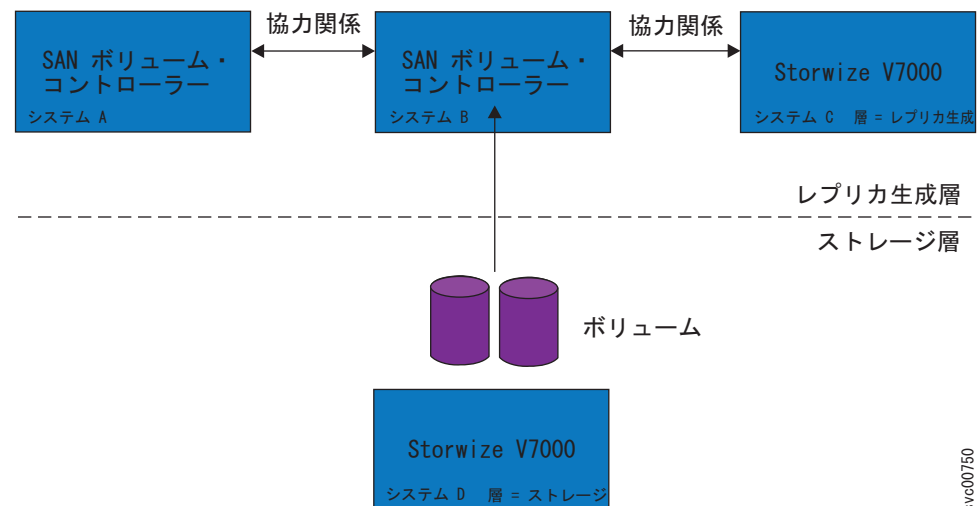 協力関係
協力関係
SAN ボリューム・
コントローラー
システム A
SAN ボリューム・
コントローラー
システム B
Storwize V7000
システム C 層 = レプリカ生成
レプリカ生成層
ストレージ層
ボリューム
Storwize V7000
システム D 層 = ストレージ
svc00750